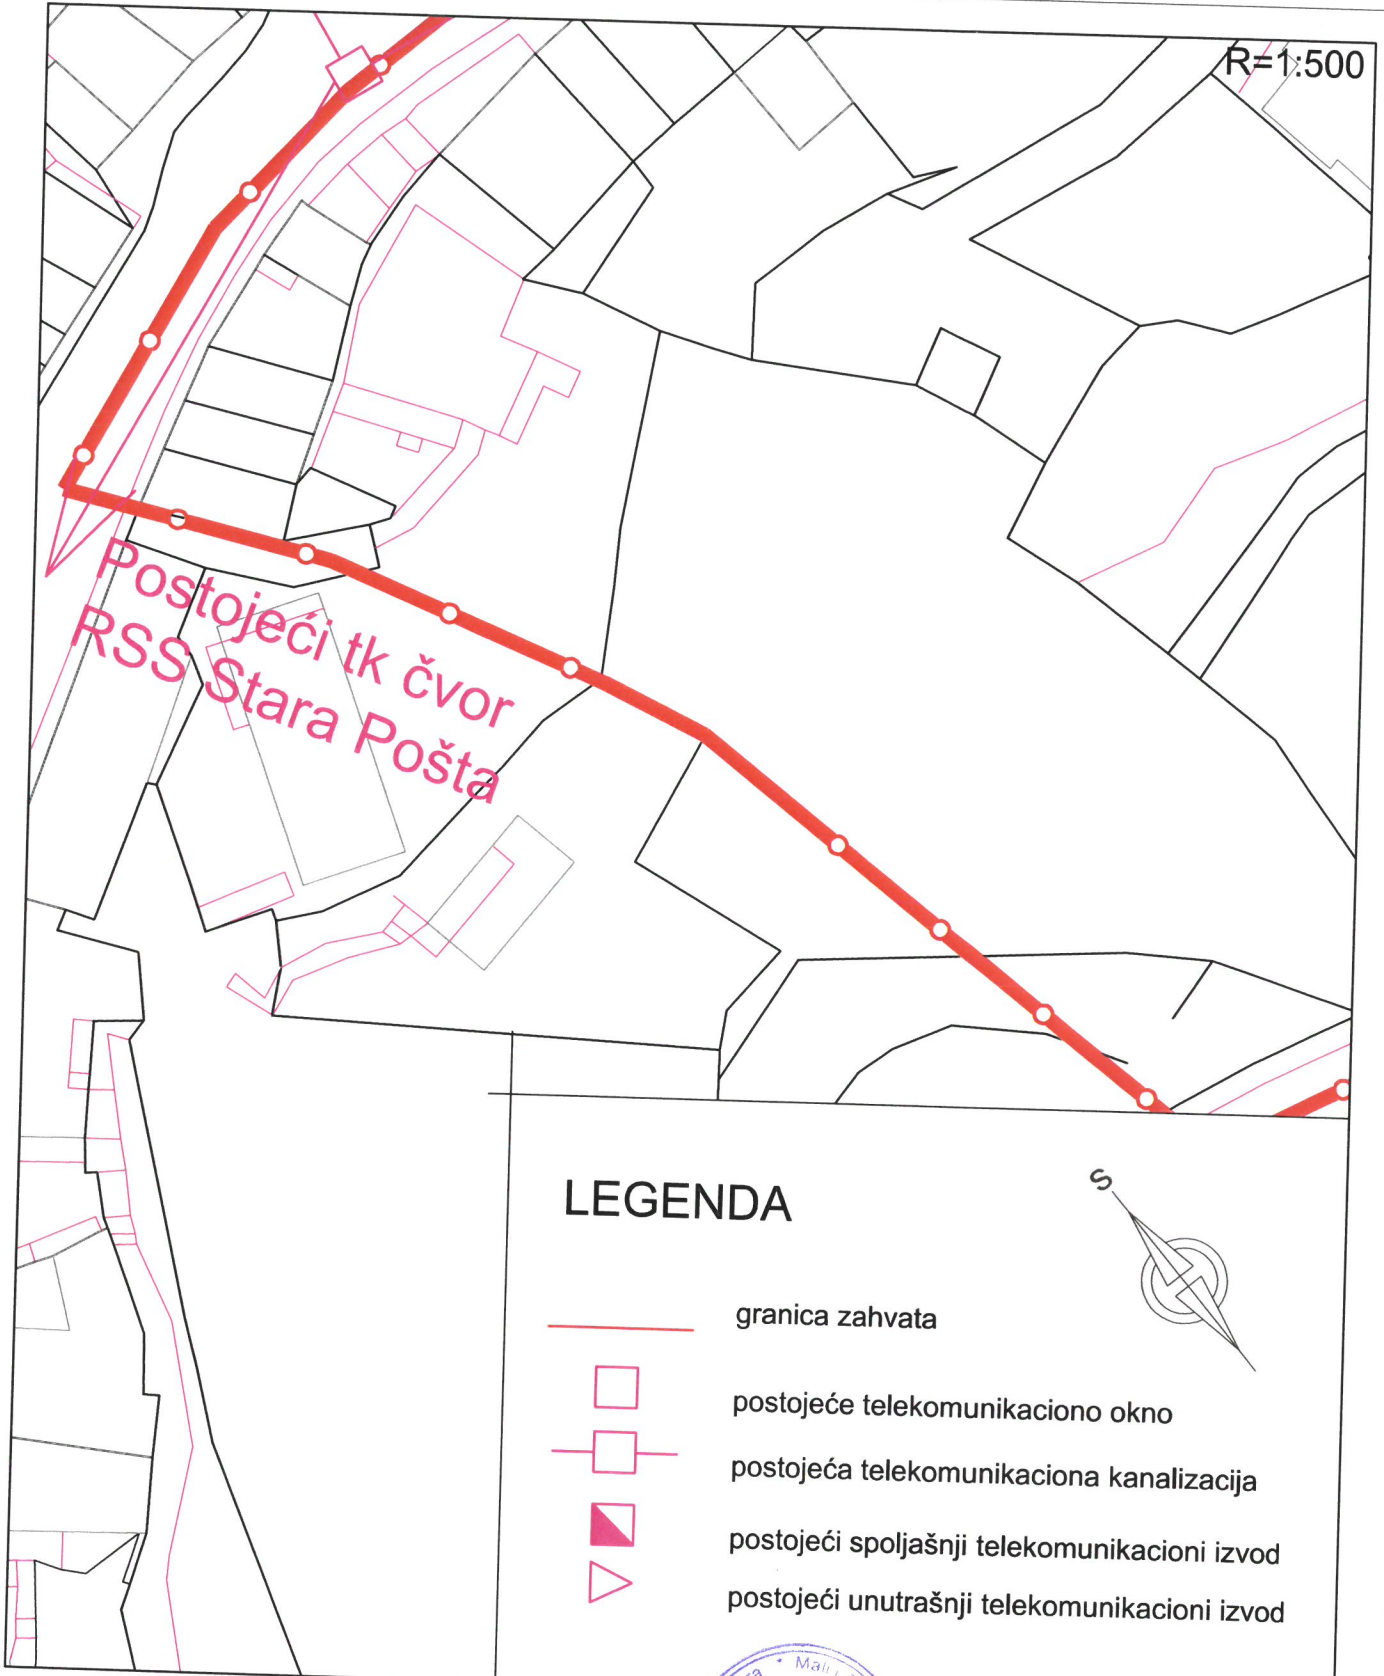 R=1:500
Postojeći tk čvor
RSS Stara Pošta
LEGENDA
S
granica zahvata
postojeće telekomunikaciono okno
postojeća telekomunikaciona kanalizacija
postojeći spoljašnji telekomunikacioni izvod
postojeći unutrašnji telekomunikacioni izvod